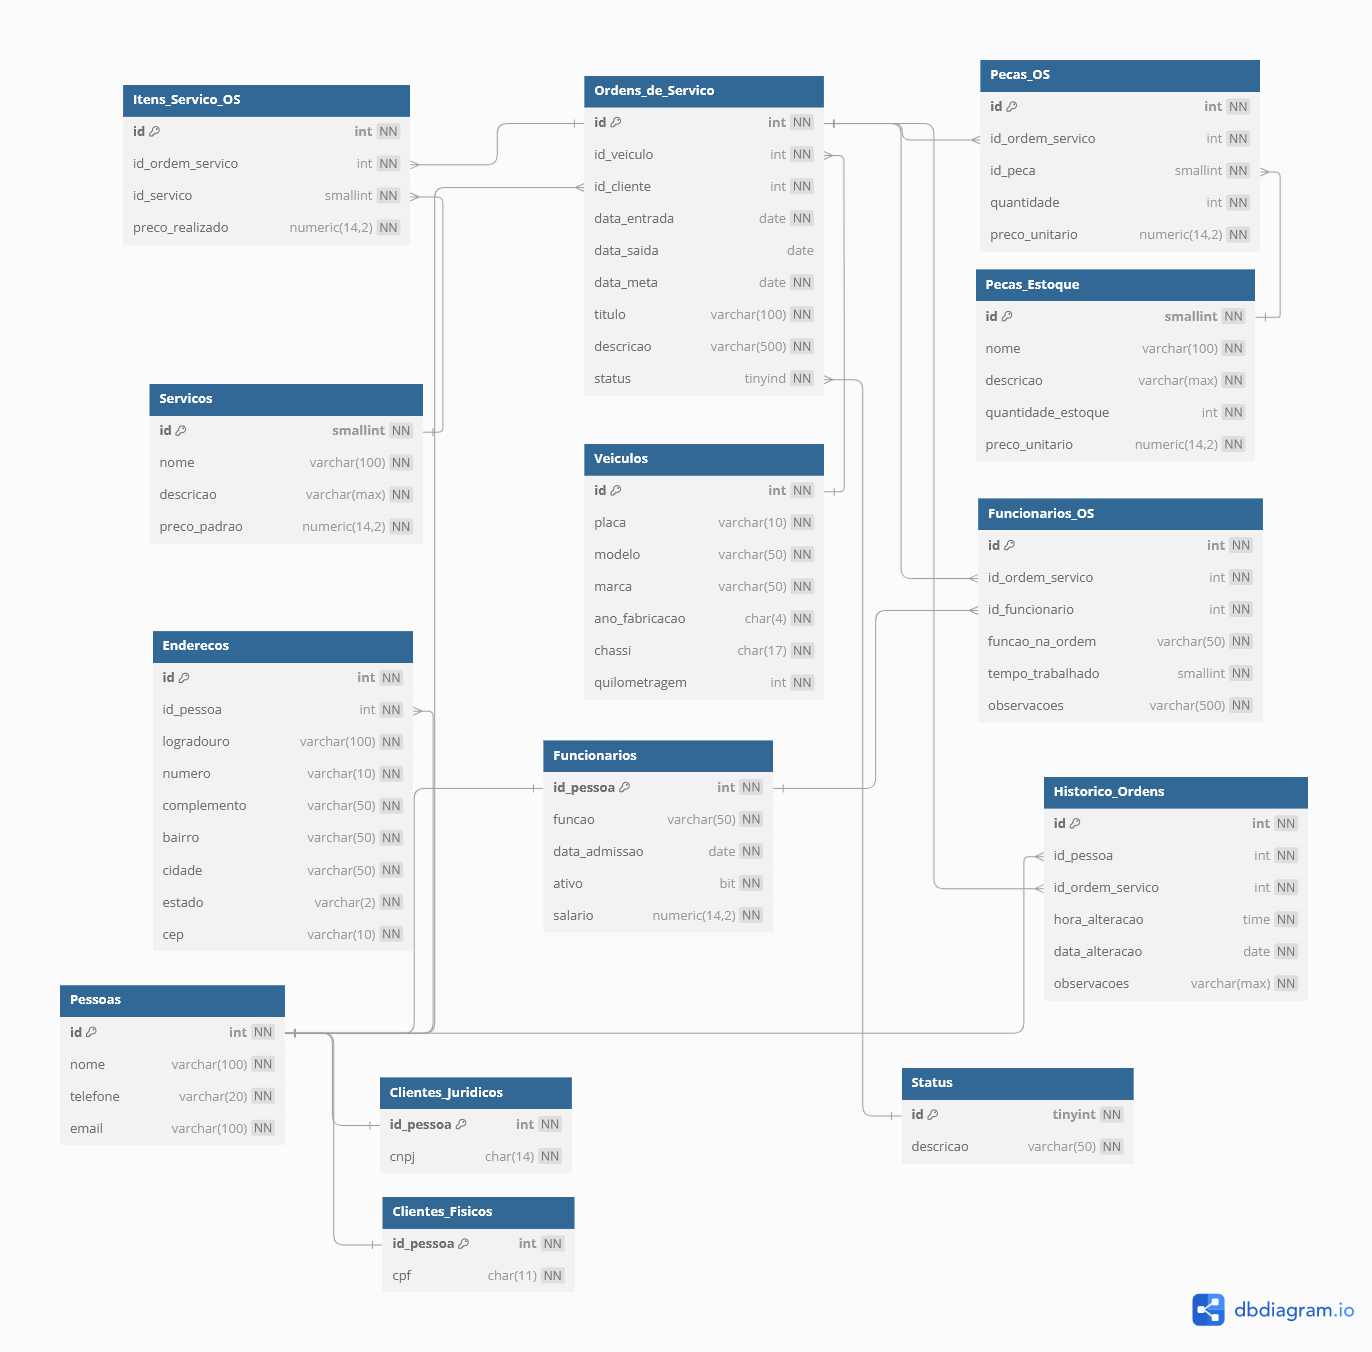 Itens_Servico_OS
id int NN
id_ordem_servico int NN
id_servico smallint NN
preco_realizado numeric(14,2) NN
Ordens_de_Servico
id int NN
id_veiculo int NN
id_cliente int NN
data_entrada date NN
data_saida date
data_meta date NN
titulo varchar(100) NN
descricao varchar(500) NN
status tinyind NN
Pecas_OS
id int NN
id_ordem_servico int NN
id_peca smallint NN
quantidade int NN
preco_unitario numeric(14,2) NN
Pecas_Estoque
id smallint NN
nome varchar(100) NN
descricao varchar(max) NN
quantidade_estoque int NN
preco_unitario numeric(14,2) NN
Servicos
id smallint NN
nome varchar(100) NN
descricao varchar(max) NN
preco_padrao numeric(14,2) NN
Veiculos
id int NN
placa varchar(10) NN
modelo varchar(50) NN
marca varchar(50) NN
ano_fabricacao char(4) NN
chassi char(17) NN
quilometragem int NN
Funcionarios_OS
id int NN
id_ordem_servico int NN
id_funcionario int NN
funcao_na_ordem varchar(50) NN
tempo_trabalhado smallint NN
observacoes varchar(500) NN
Enderecos
id int NN
id_pessoa int NN
logradouro varchar(100) NN
numero varchar(10) NN
complemento varchar(50) NN
bairro varchar(50) NN
cidade varchar(50) NN
estado varchar(2) NN
cep varchar(10) NN
Funcionarios
id_pessoa int NN
funcao varchar(50) NN
data_admissao date NN
ativo bit NN
salario numeric(14,2) NN
Historico_Ordens
id int NN
id_pessoa int NN
id_ordem_servico int NN
hora_alteracao time NN
data_alteracao date NN
observacoes varchar(max) NN
Pessoas
id int NN
nome varchar(100) NN
telefone varchar(20) NN
email varchar(100) NN
Clientes_Juridicos
id_pessoa int NN
cnpj char(14) NN
Status
id tinyint NN
descricao varchar(50) NN
Clientes_Fisicos
id_pessoa int NN
cpf char(11) NN
dbdiagram.io